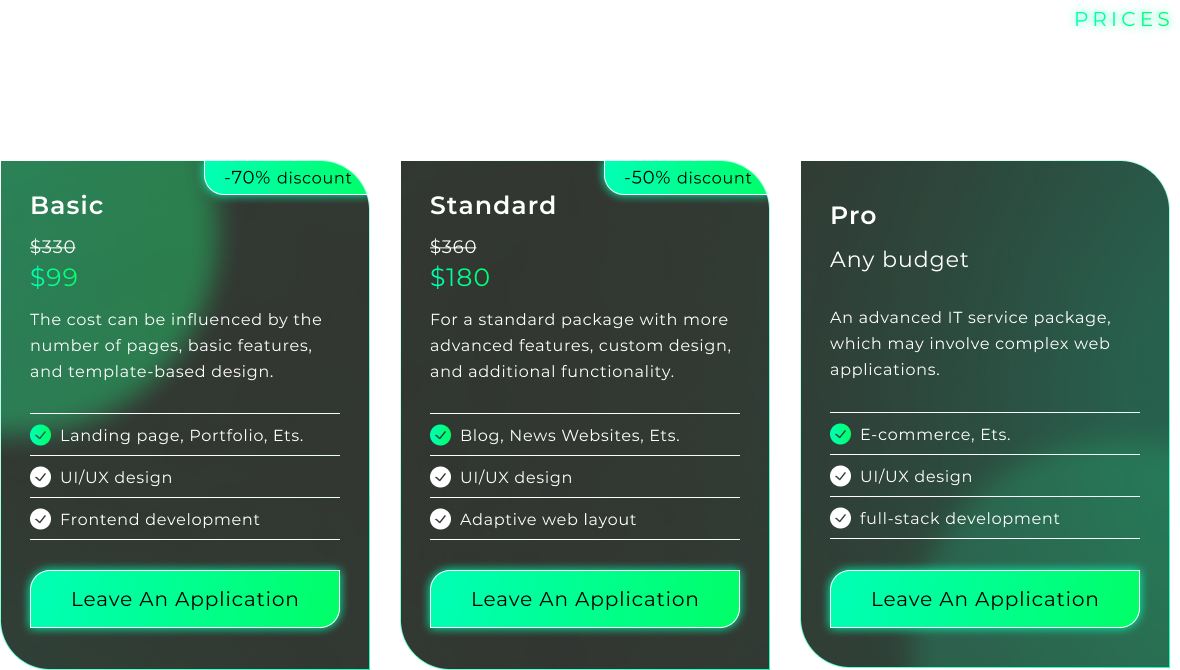 PRICES
-70% discount
Basic
$330
$99
The cost can be influenced by the
number of pages, basic features,
and template-based design.
Landing page, Portfolio, Ets.
UI/UX design
Frontend development
Leave An Application
-50% discount
Standard
$360
$180
For a standard package with more
advanced features, custom design,
and additional functionality.
Blog, News Websites, Ets.
UI/UX design
Adaptive web layout
Leave An Application
Pro
Any budget
An advanced IT service package,
which may involve complex web
applications.
E-commerce, Ets.
UI/UX design
full-stack development
Leave An Application